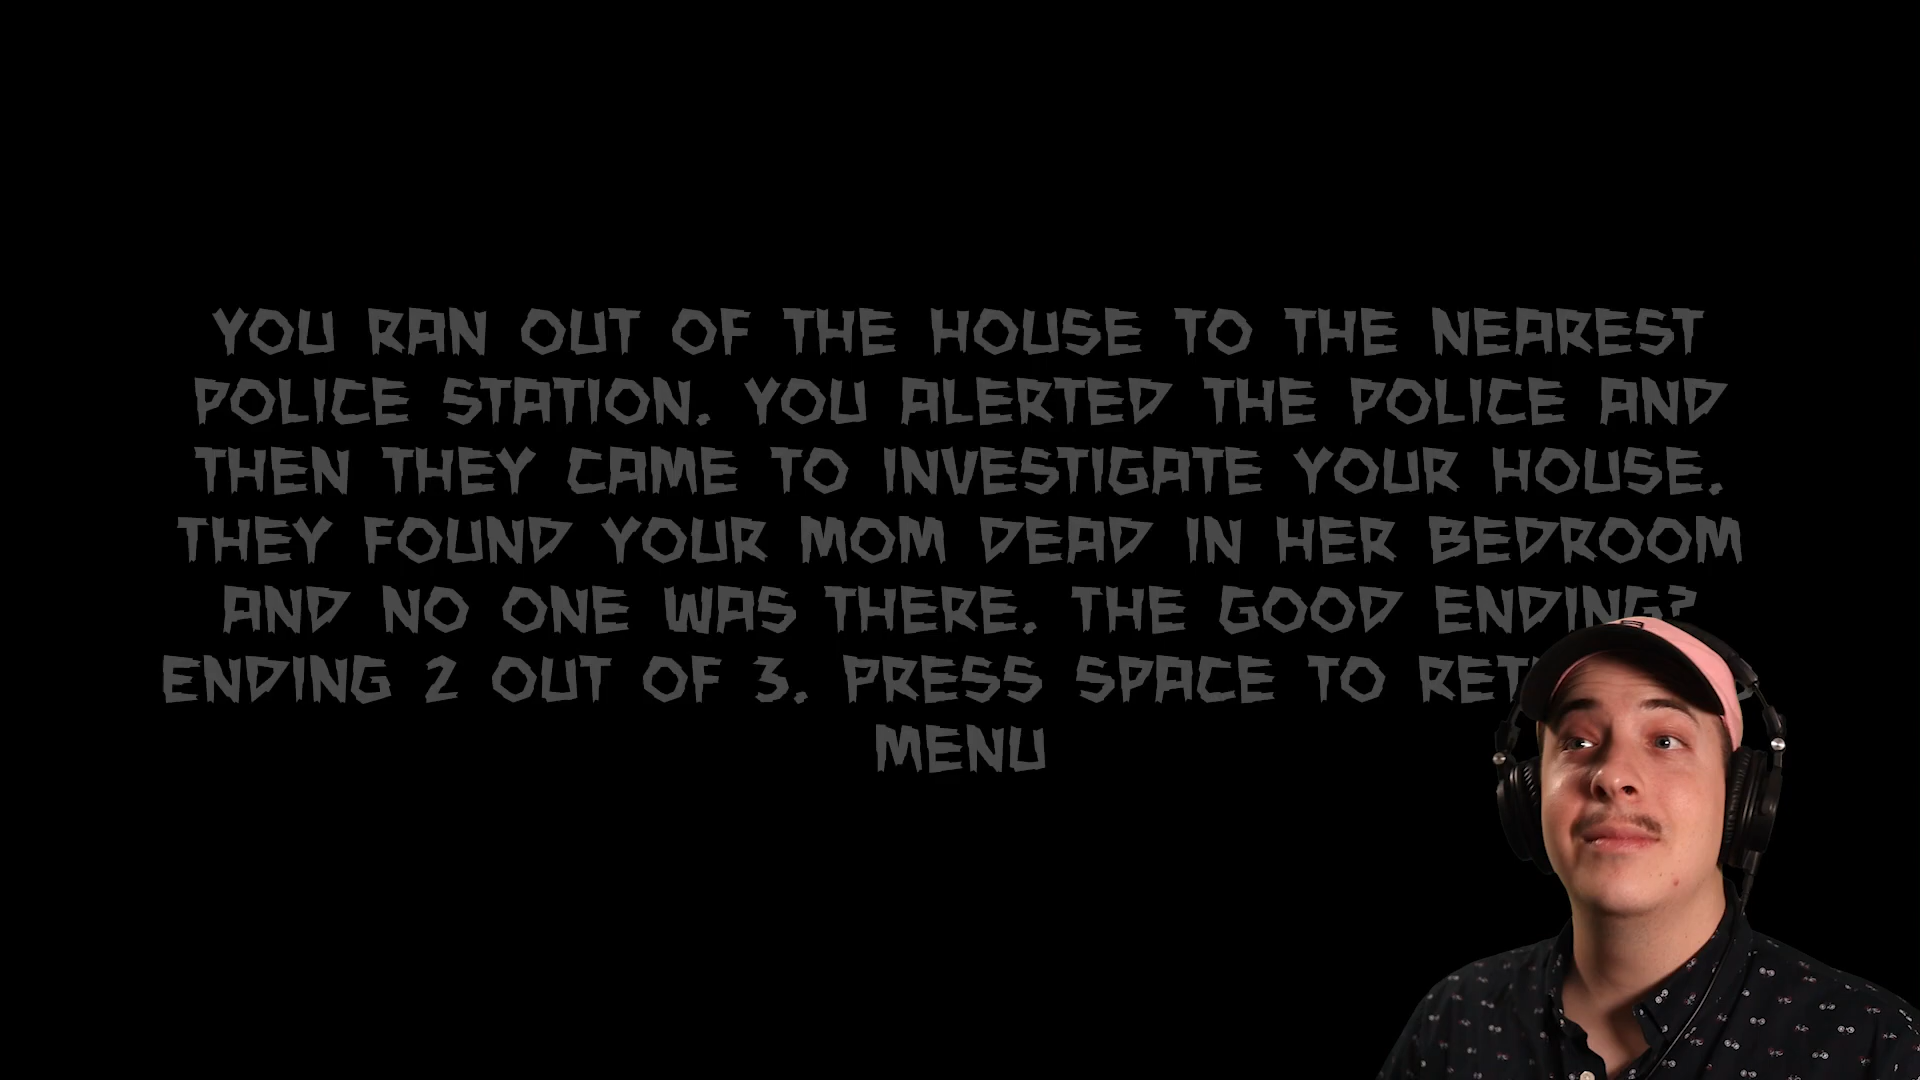 YOU RAN OUT OF THE HOUSE TO THE NEAREST
POLICE STATION. YOU ALERTED THE POLICE AND
THEN THEY CAME TO INVESTIGATE YOUR HOUSE.
THEY FOUND YOUR MOM DEAD IN HER BEDROOM
AND NO ONE WAS THERE. THE GOOD ENDING?
ENDING 2 OUT OF 3. PRESS SPACE TO
MENU